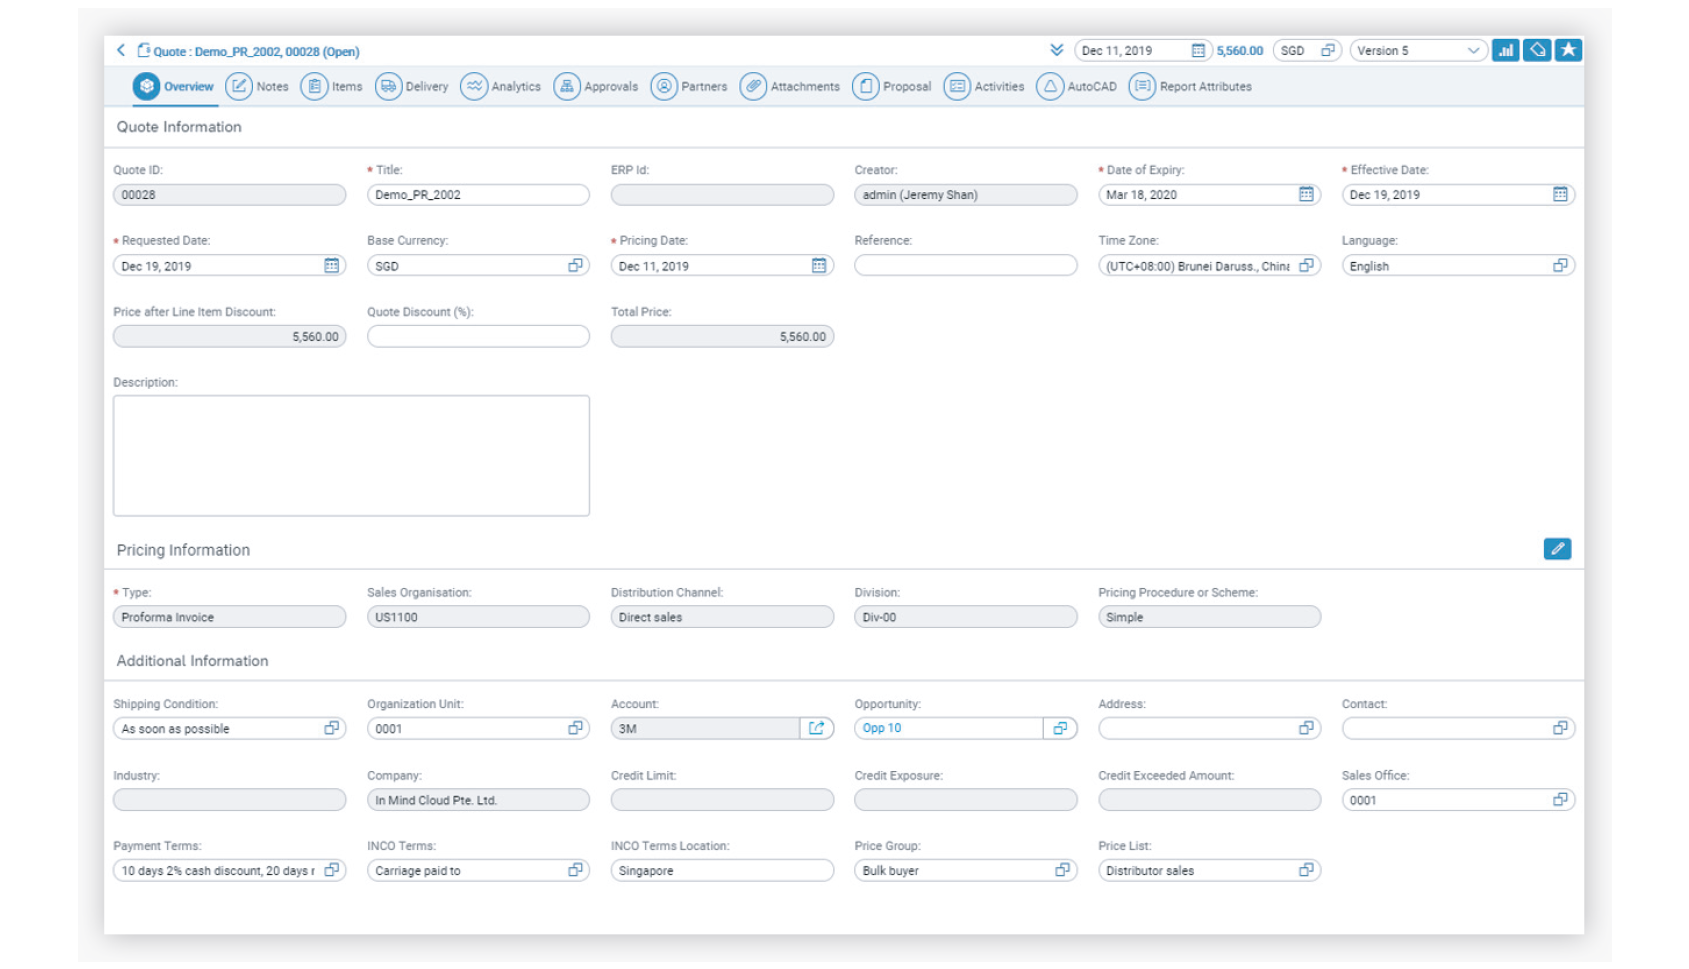 Quote : Demo_PR_2002, 00028 (Open) Dec 11, 2019 5,560.00 SGD Version 5
Overview Notes Items Delivery Analytics Approvals Partners Attachments Proposal Activities AutoCAD Report Attributes
Quote Information
Quote ID: * Title: ERP Id: Creator: * Date of Expiry: * Effective Date:
00028 Demo_PR_2002 admin (Jeremy Shan) Mar 18, 2020 Dec 19, 2019
* Requested Date: Base Currency: * Pricing Date: Reference: Time Zone: Language:
Dec 19, 2019 SGD Dec 11, 2019 (UTC+08:00) Brunei Daruss., China English
Price after Line Item Discount: Quote Discount (%): Total Price:
5,560.00 5,560.00
Description:
Pricing Information
* Type: Sales Organisation: Distribution Channel: Division: Pricing Procedure or Scheme:
Proforma Invoice US1100 Direct sales Div-00 Simple
Additional Information
Shipping Condition: Organization Unit: Account: Opportunity: Address: Contact:
As soon as possible 0001 3M Opp 10
Industry: Company: Credit Limit: Credit Exposure: Credit Exceeded Amount: Sales Office:
In Mind Cloud Pte. Ltd. 0001
Payment Terms: INCO Terms: INCO Terms Location: Price Group: Price List:
10 days 2% cash discount, 20 days Carriage paid to Singapore Bulk buyer Distributor sales